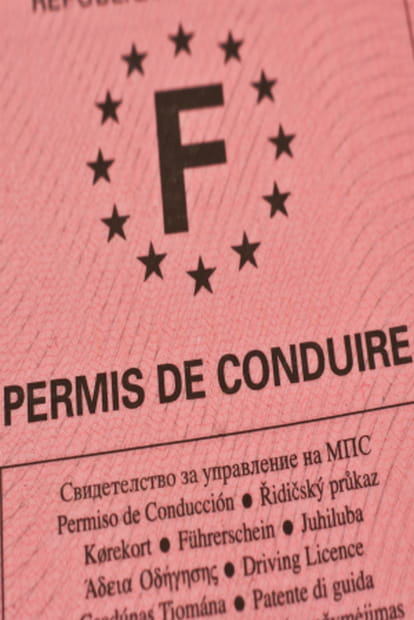 F
PERMIS DE CONDUIRE
Свидетелство за управление на МПС
Permiso de Conducción ● Řidičský průkaz
Kørekort ● Führerschein ● Juhiluba
Άδεια Οδήγησης ● Driving Licence
Tiomána ● Patente di guida